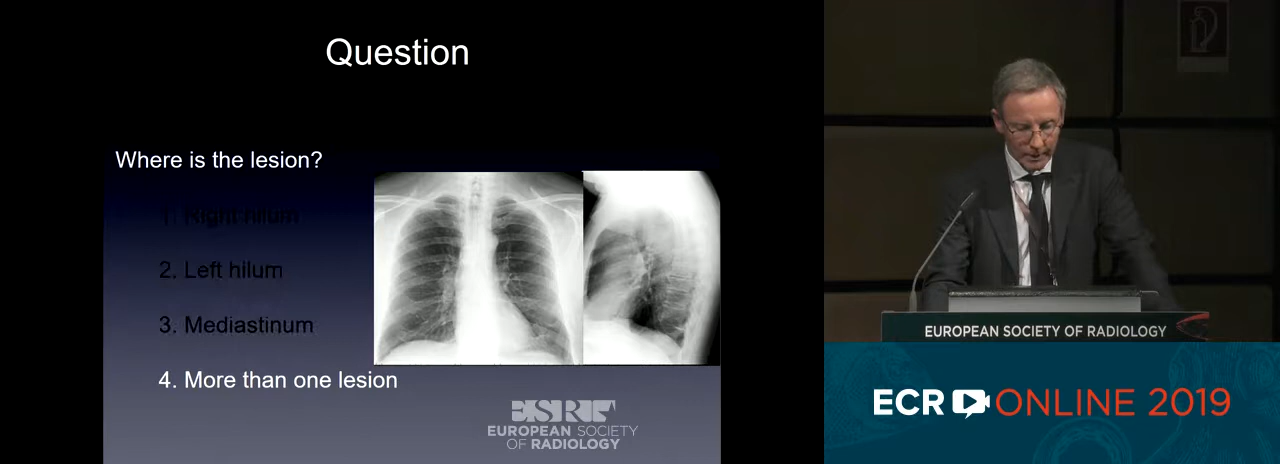 Question
Where is the lesion?
1. Right hilum
2. Left hilum
3. Mediastinum
4. More than one lesion
ESRF
EUROPEAN SOCIETY
OF RADIOLOGY
EUROPEAN SOCIETY OF RADIOLOGY
ECR ONLINE 2019